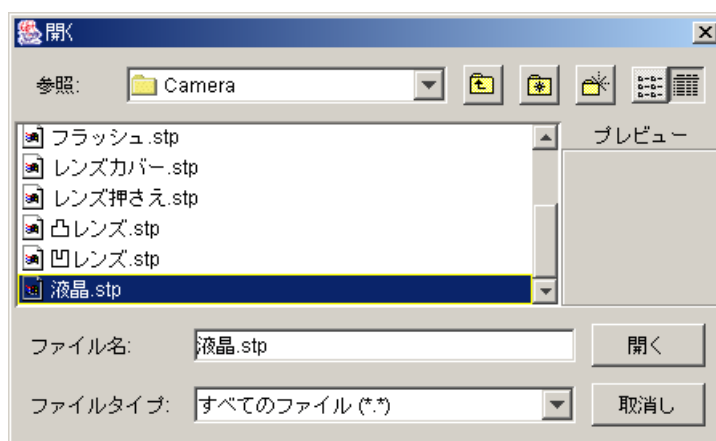 開く
参照: Camera
フラッシュ.stp
レンズカバー.stp
レンズ押さえ.stp
凸レンズ.stp
凹レンズ.stp
液晶.stp
プレビュー
ファイル名: 液晶.stp 開く
ファイルタイプ: すべてのファイル (*.*) 取消し